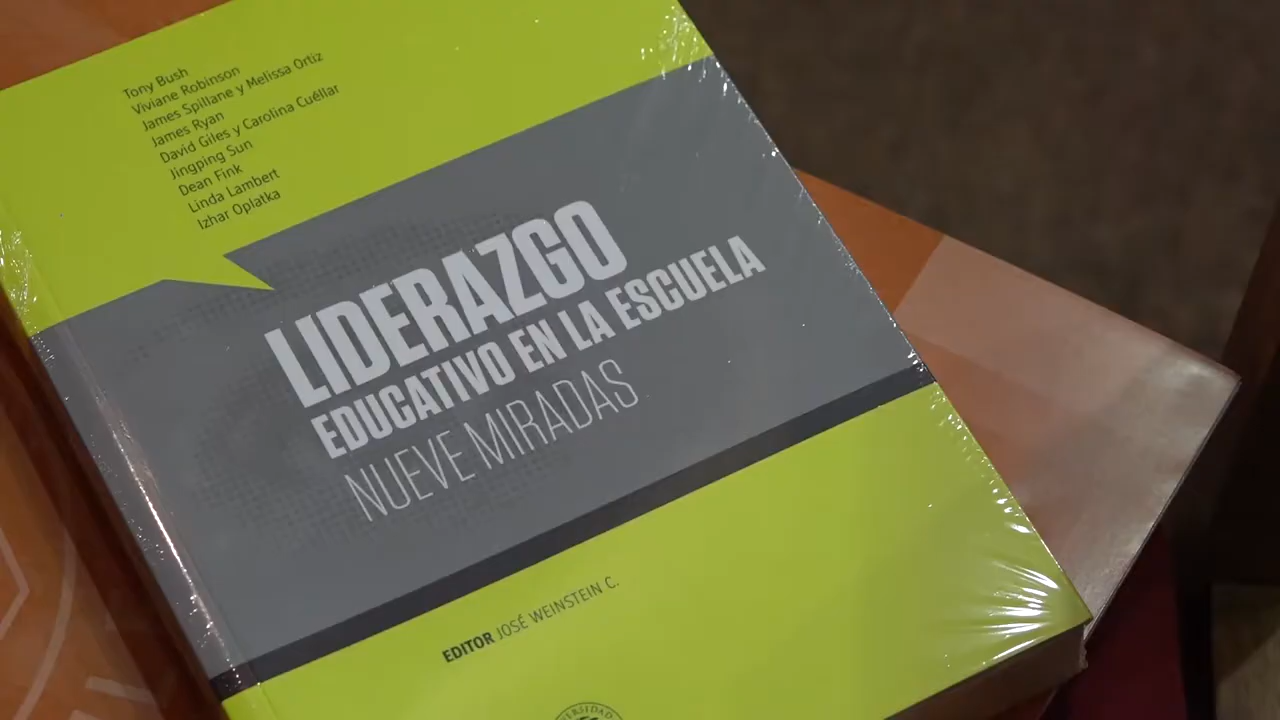 Tony Bush
Viviane Robinson
James Spillane y Melissa Ortiz
James Ryan
David Giles y Carolina Cuéllar
Jingping Sun
Dean Fink
Linda Lambert
Izhar Oplatka
LIDERAZGO
EDUCATIVO EN LA ESCUELA
NUEVE MIRADAS
EDITOR JOSÉ WEINSTEIN C.